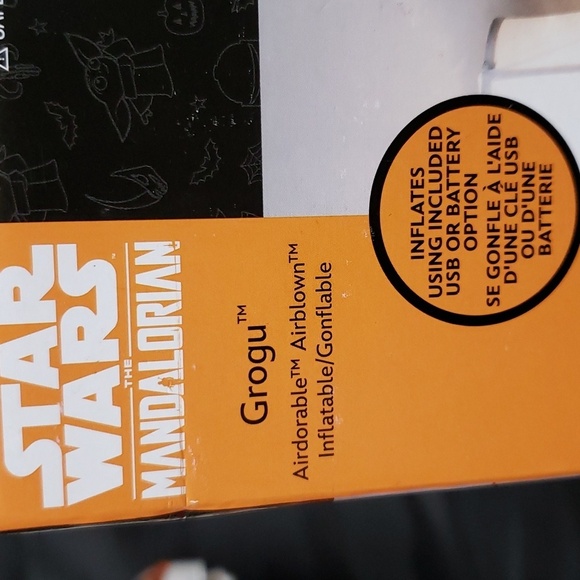 STAR
WARS™
THE
MANDALORIAN
Grogu™
Airdorable™ Airblown™
Inflatable/Gonflable
INFLATES
USING INCLUDED
USB OR BATTERY
OPTION
SE GONFLE À L'AIDE
D'UNE CLÉ USB
OU D'UNE
BATTERIE